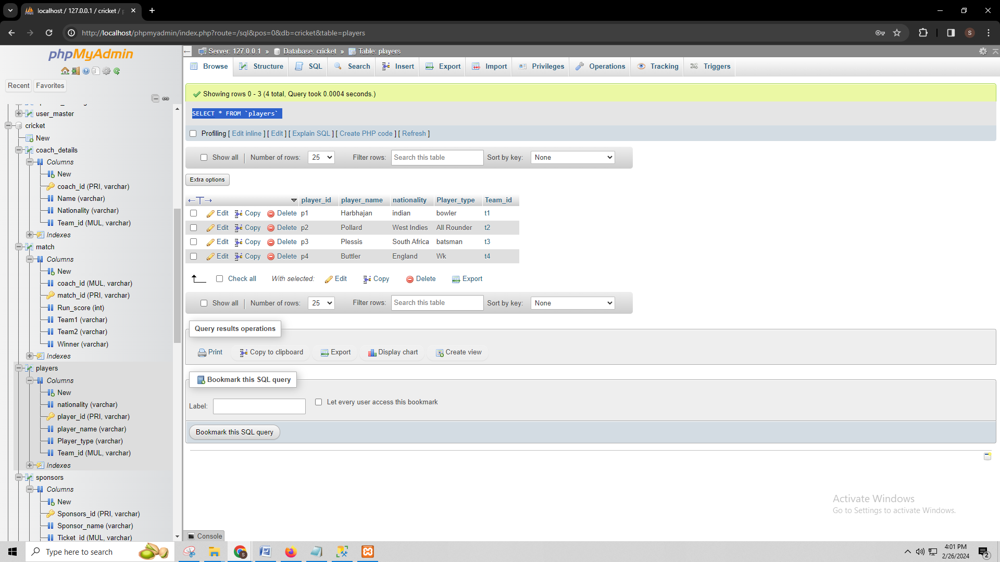 localhost / 127.0.0.1 / cricket / p
http://localhost/phpmyadmin/index.php?route=/sql&pos=0&db=cricket&table=players
S
phpMyAdmin
Recent Favorites
user_master
cricket
New
coach_details
Columns
New
coach_id (PRI, varchar)
Name (varchar)
Nationality (varchar)
Team_id (MUL, varchar)
Indexes
match
Columns
New
coach_id (MUL, varchar)
match_id (PRI, varchar)
Run_score (int)
Team1 (varchar)
Team2 (varchar)
Winner (varchar)
Indexes
players
Columns
New
nationality (varchar)
player_id (PRI, varchar)
player_name (varchar)
Player_type (varchar)
Team_id (MUL, varchar)
Indexes
sponsors
Columns
New
Sponsors_id (PRI, varchar)
Sponsor_name (varchar)
Ticket_id (MUL, varchar)
Server: 127.0.0.1 » Database: cricket » Table: players
Browse Structure SQL Search Insert Export Import Privileges Operations Tracking Triggers
Showing rows 0 - 3 (4 total, Query took 0.0004 seconds.)
SELECT * FROM `players`
Profiling [ Edit inline ] [ Edit ] [ Explain SQL ] [ Create PHP code ] [ Refresh ]
Show all Number of rows: 25 Filter rows: Search this table Sort by key: None
Extra options
player_id player_name nationality Player_type Team_id
Edit Copy Delete p1 Harbhajan indian bowler t1
Edit Copy Delete p2 Pollard West Indies All Rounder t2
Edit Copy Delete p3 Plessis South Africa batsman t3
Edit Copy Delete p4 Buttler England Wk t4
Check all With selected: Edit Copy Delete Export
Show all Number of rows: 25 Filter rows: Search this table Sort by key: None
Query results operations
Print Copy to clipboard Export Display chart Create view
Bookmark this SQL query
Label: Let every user access this bookmark
Bookmark this SQL query
Activate Windows
Go to Settings to activate Windows.
Console
Type here to search
4:01 PM
2/26/2024
2